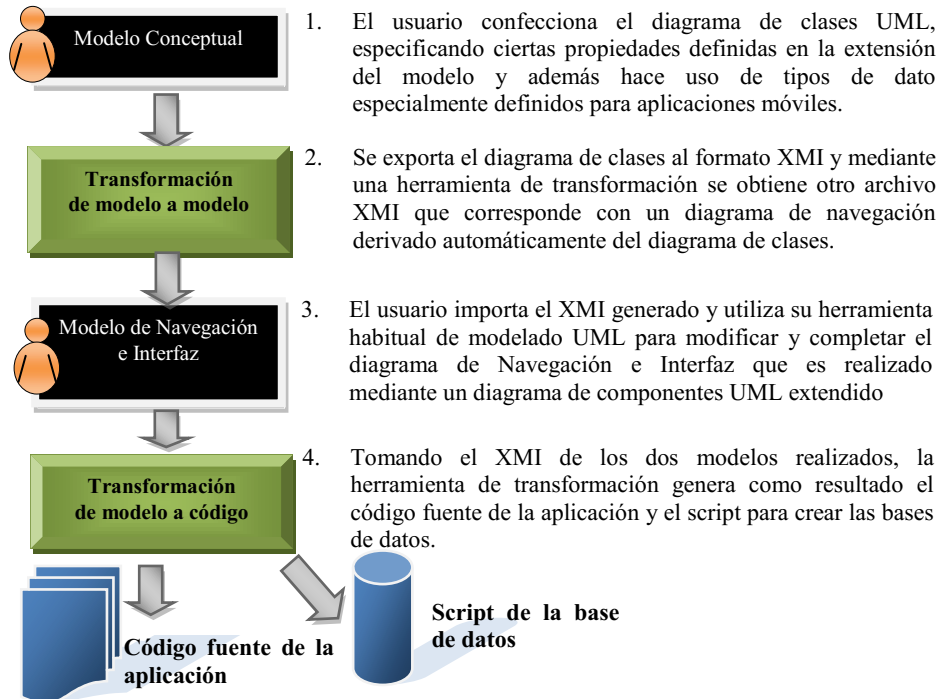 Modelo Conceptual
1. El usuario confecciona el diagrama de clases UML,
especificando ciertas propiedades definidas en la extensión
del modelo y además hace uso de tipos de dato
especialmente definidos para aplicaciones móviles.
Transformación
de modelo a modelo
2. Se exporta el diagrama de clases al formato XMI y mediante
una herramienta de transformación se obtiene otro archivo
XMI que corresponde con un diagrama de navegación
derivado automáticamente del diagrama de clases.
Modelo de Navegación
e Interfaz
3. El usuario importa el XMI generado y utiliza su herramienta
habitual de modelado UML para modificar y completar el
diagrama de Navegación e Interfaz que es realizado
mediante un diagrama de componentes UML extendido
Transformación
de modelo a código
4. Tomando el XMI de los dos modelos realizados, la
herramienta de transformación genera como resultado el
código fuente de la aplicación y el script para crear las bases
de datos.
Código fuente de la
aplicación
Script de la base
de datos